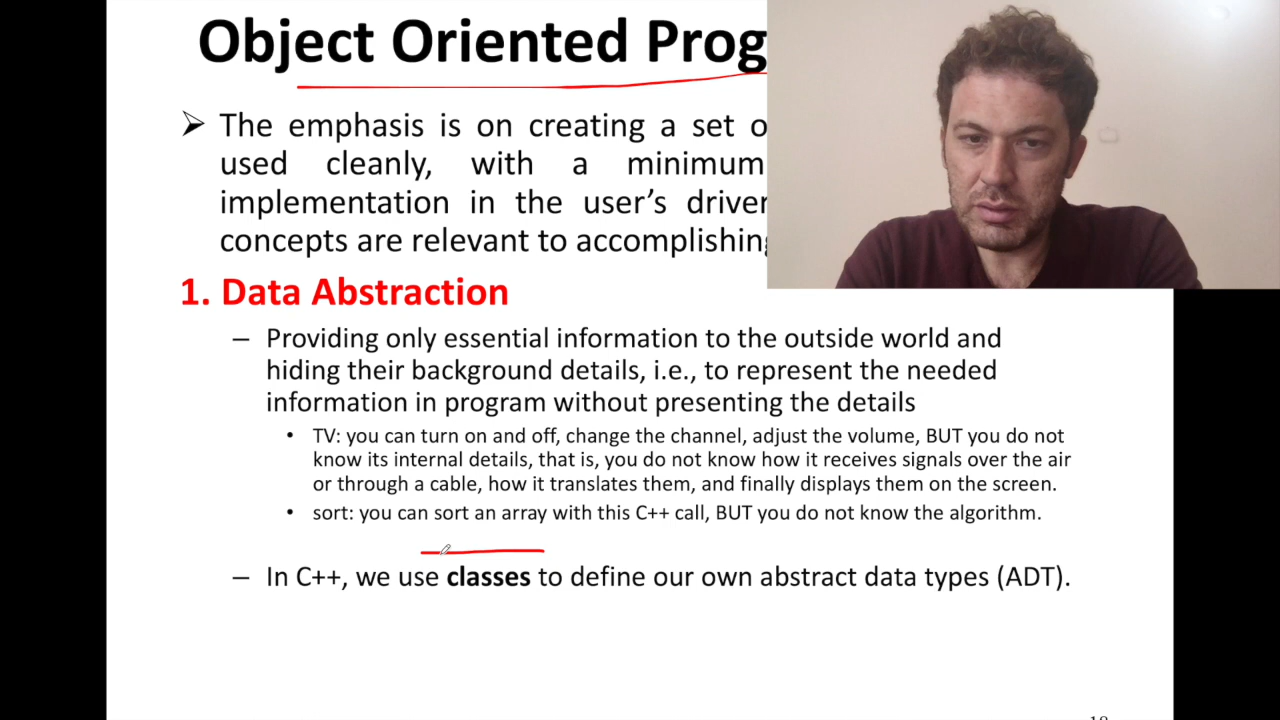 Object Oriented Prog
➢ The emphasis is on creating a set o
used cleanly, with a minimum
implementation in the user’s driver
concepts are relevant to accomplishing
1. Data Abstraction
– Providing only essential information to the outside world and
hiding their background details, i.e., to represent the needed
information in program without presenting the details
• TV: you can turn on and off, change the channel, adjust the volume, BUT you do not
know its internal details, that is, you do not know how it receives signals over the air
or through a cable, how it translates them, and finally displays them on the screen.
• sort: you can sort an array with this C++ call, BUT you do not know the algorithm.
– In C++, we use classes to define our own abstract data types (ADT).